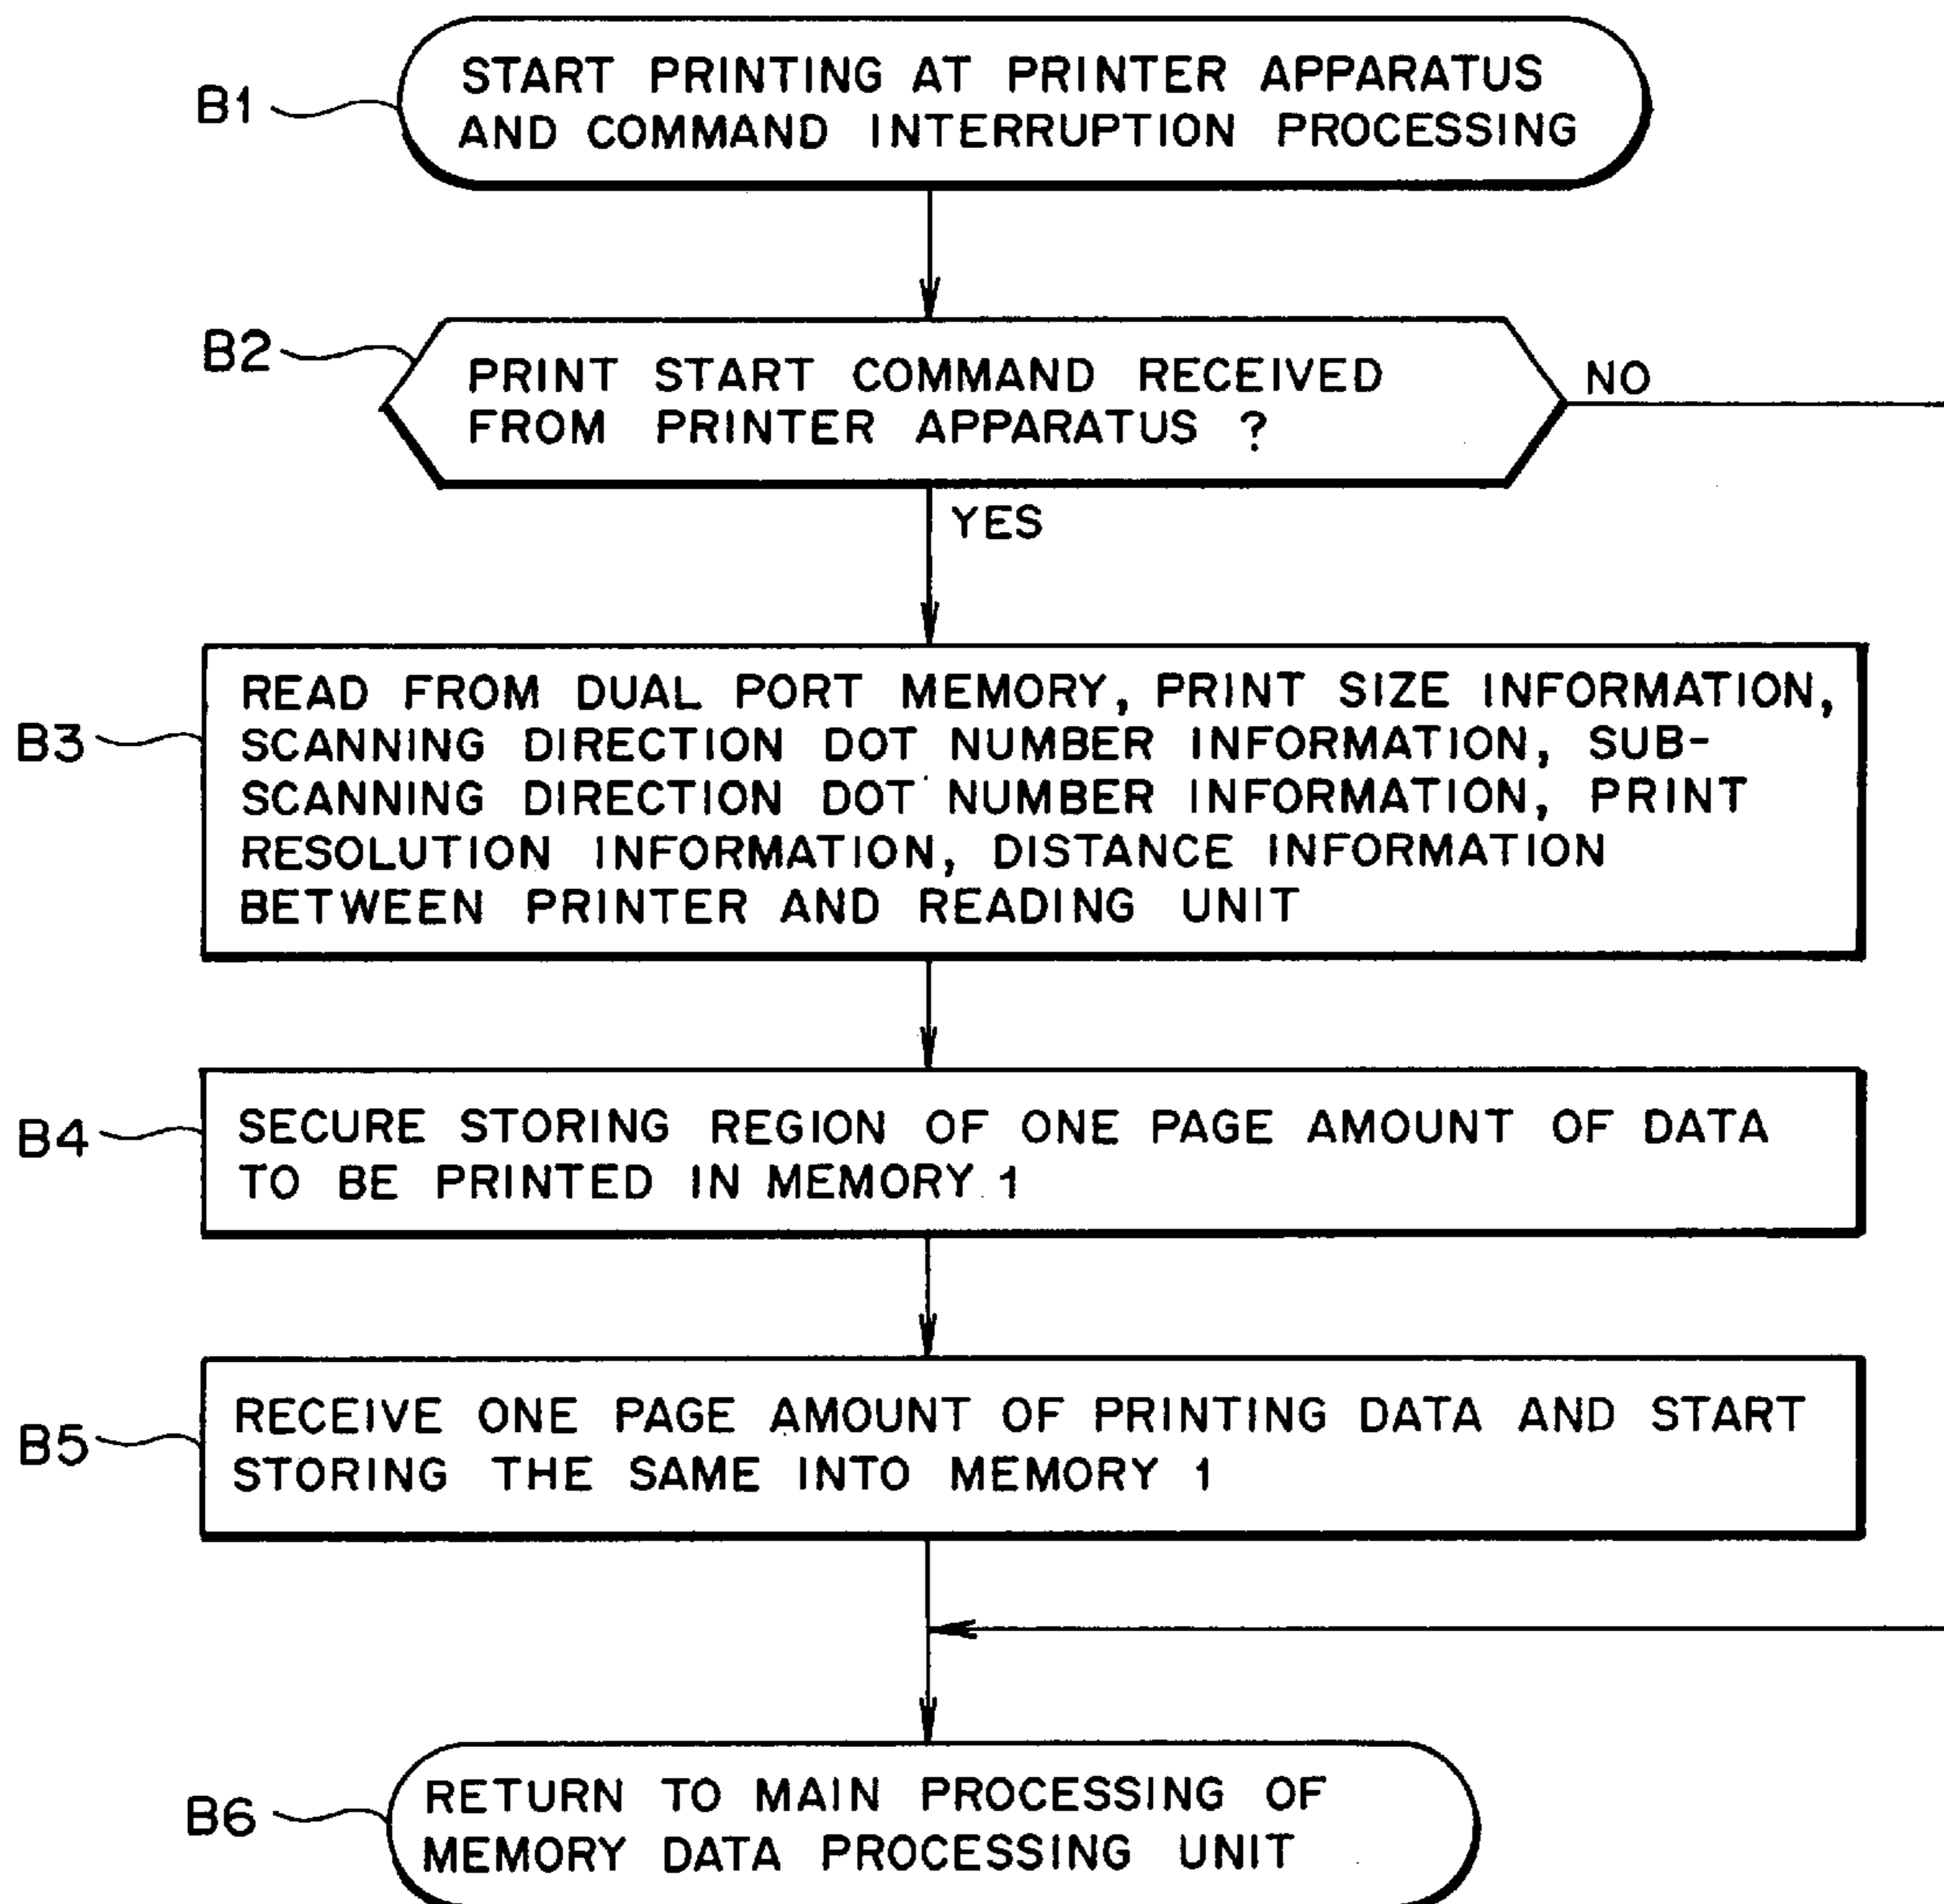 B1
START PRINTING AT PRINTER APPARATUS
AND COMMAND INTERRUPTION PROCESSING
B2
PRINT START COMMAND RECEIVED
FROM PRINTER APPARATUS ?
NO
YES
B3
READ FROM DUAL PORT MEMORY, PRINT SIZE INFORMATION,
SCANNING DIRECTION DOT NUMBER INFORMATION, SUB-
SCANNING DIRECTION DOT NUMBER INFORMATION, PRINT
RESOLUTION INFORMATION, DISTANCE INFORMATION
BETWEEN PRINTER AND READING UNIT
B4
SECURE STORING REGION OF ONE PAGE AMOUNT OF DATA
TO BE PRINTED IN MEMORY 1
B5
RECEIVE ONE PAGE AMOUNT OF PRINTING DATA AND START
STORING THE SAME INTO MEMORY 1
B6
RETURN TO MAIN PROCESSING OF
MEMORY DATA PROCESSING UNIT